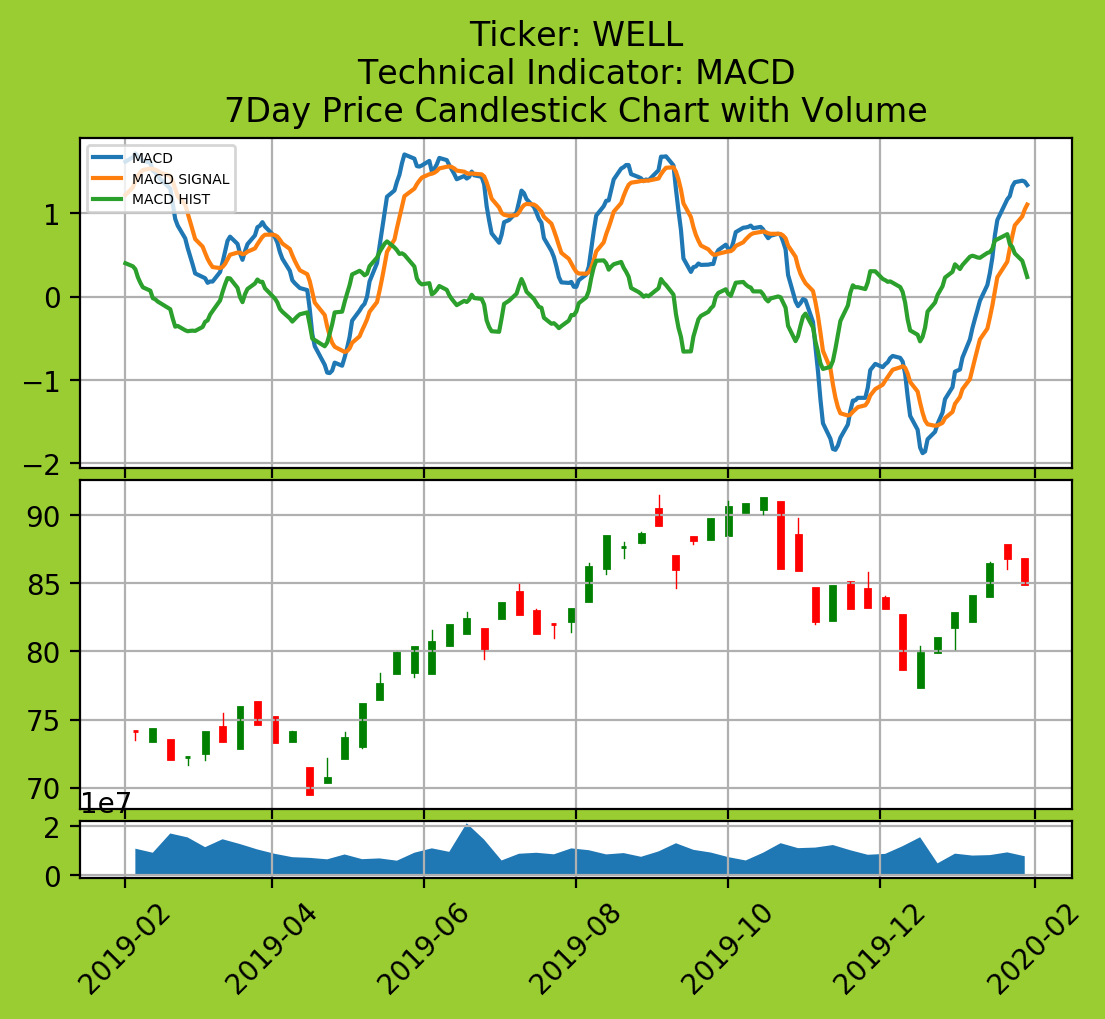 Ticker: WELL
Technical Indicator: MACD
7Day Price Candlestick Chart with Volume
MACD
MACD SIGNAL
MACD HIST
1
0
−1
−2
90
85
80
75
70
1e7
2
0
2019-02
2019-04
2019-06
2019-08
2019-10
2019-12
2020-02